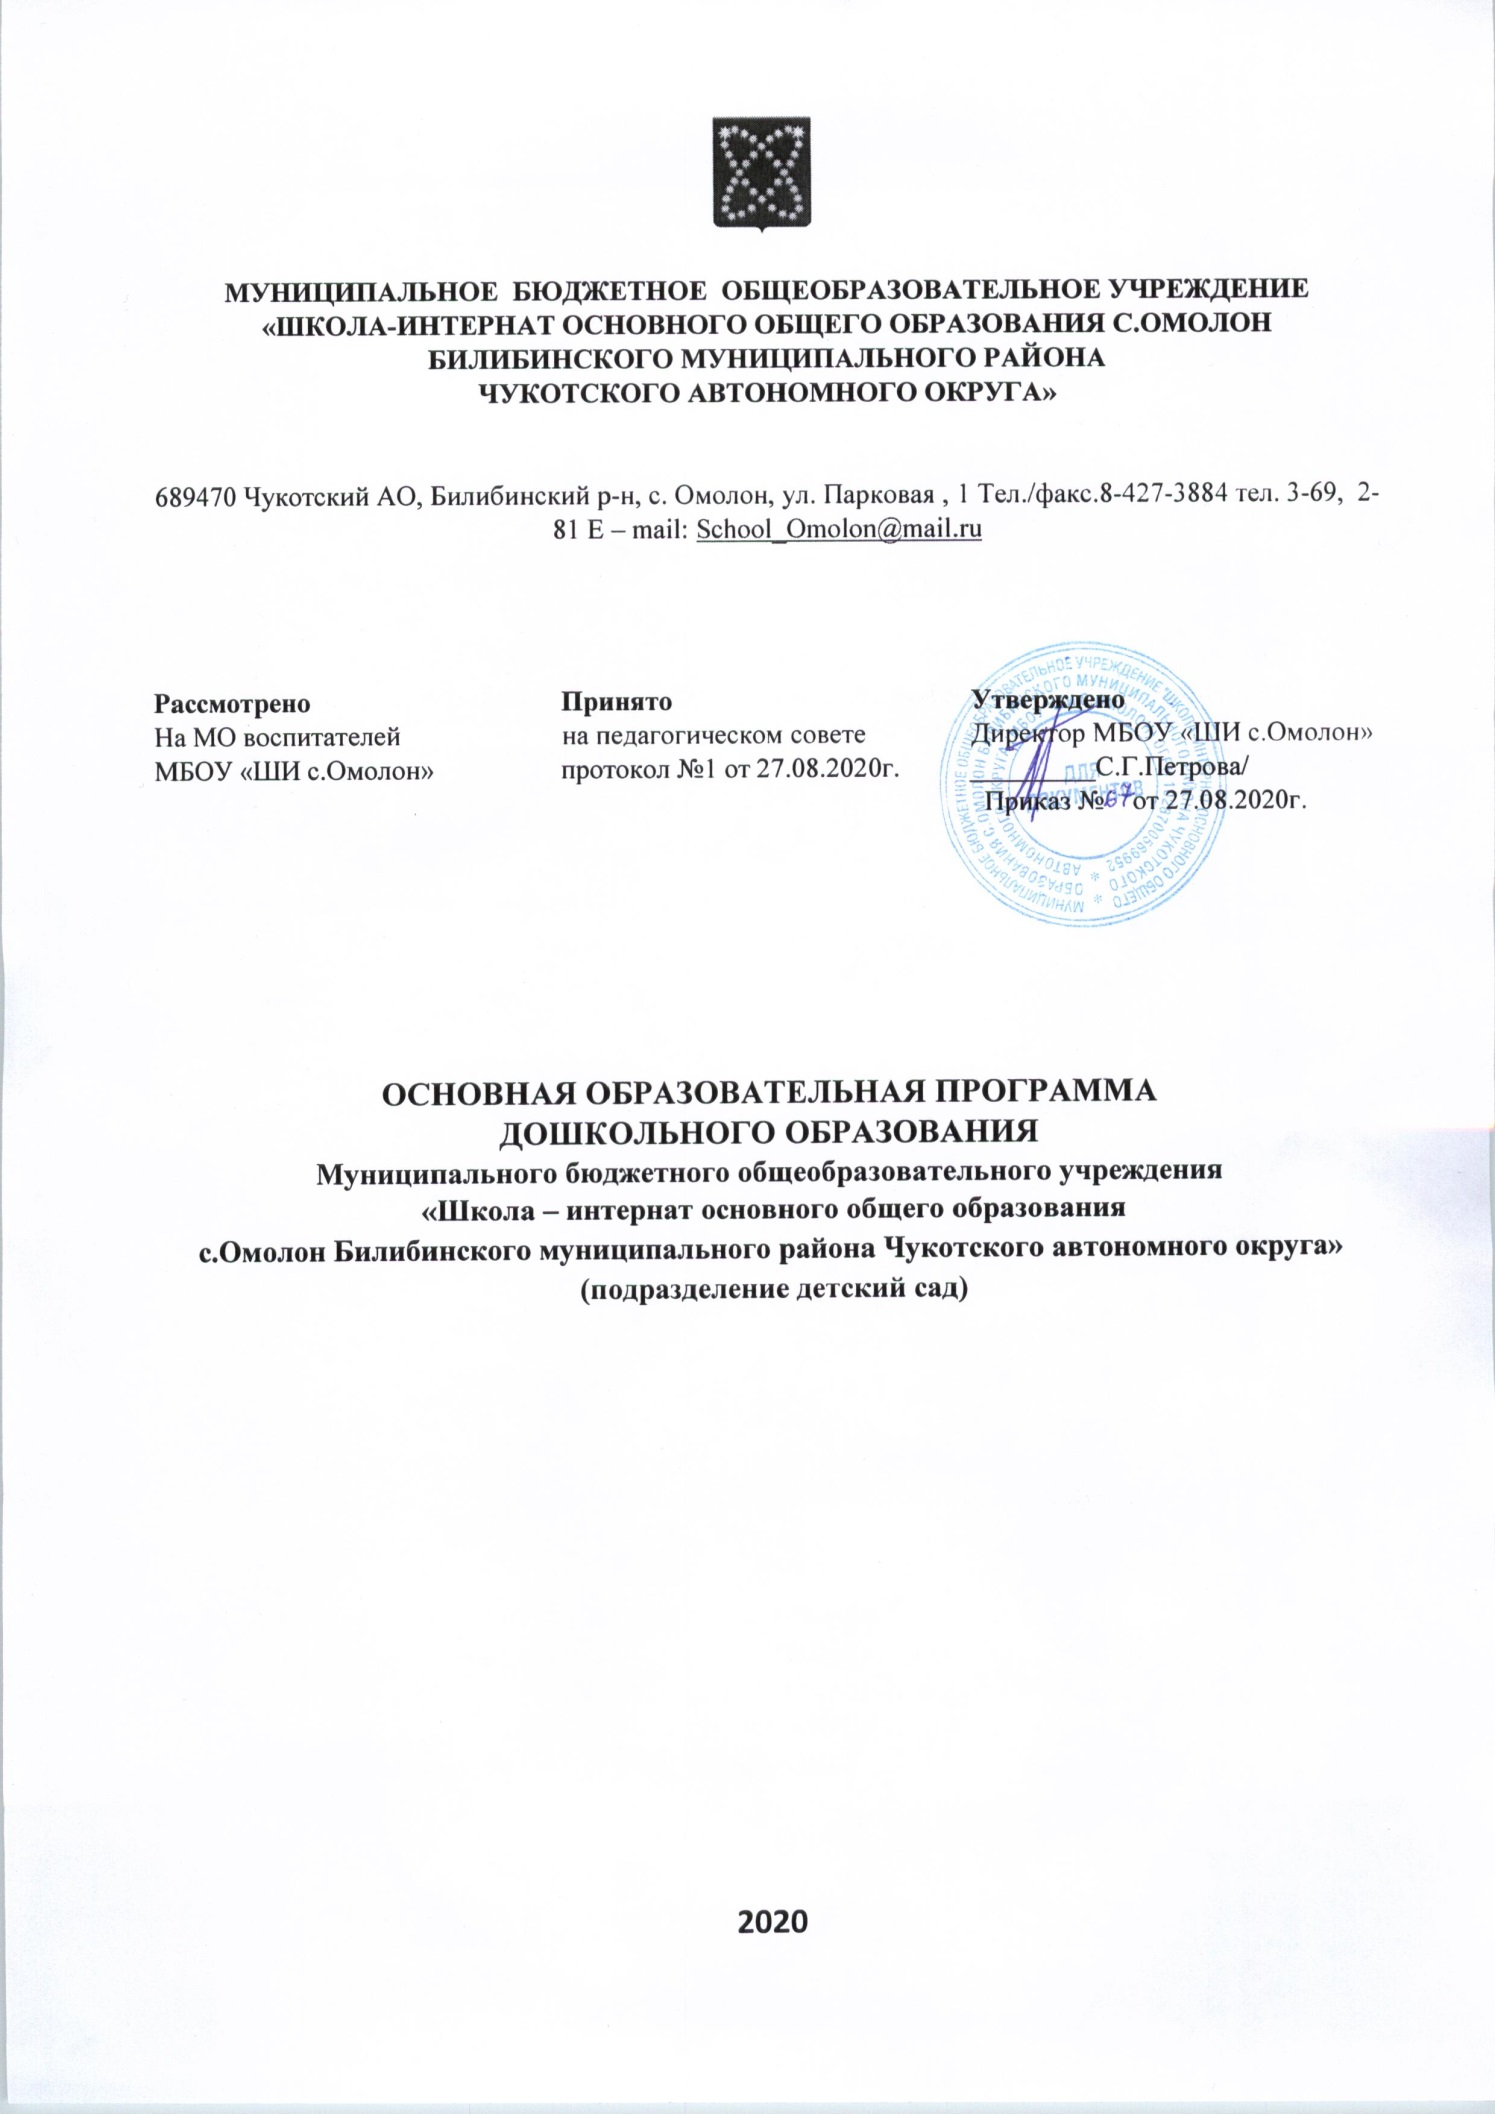 МУНИЦИПАЛЬНОЕ БЮДЖЕТНОЕ ОБЩЕОБРАЗОВАТЕЛЬНОЕ УЧРЕЖДЕНИЕ
«ШКОЛА-ИНТЕРНАТ ОСНОВНОГО ОБЩЕГО ОБРАЗОВАНИЯ С.ОМОЛОН
БИЛИБИНСКОГО МУНИЦИПАЛЬНОГО РАЙОНА
ЧУКОТСКОГО АВТОНОМНОГО ОКРУГА»
689470 Чукотский АО, Билибинский р-н, с. Омолон, ул. Парковая , 1 Тел./факс.8-427-3884 тел. 3-69, 2-
81 E – mail: School_Omolon@mail.ru
Рассмотрено
На МО воспитателей
МБОУ «ШИ с.Омолон»
Принято
на педагогическом совете
протокол №1 от 27.08.2020г.
Утверждено
Директор МБОУ «ШИ с.Омолон»
_________С.Г.Петрова/
Приказ №67 от 27.08.2020г.
ДЛЯ
ДОКУМЕНТОВ
ОСНОВНАЯ ОБРАЗОВАТЕЛЬНАЯ ПРОГРАММА
ДОШКОЛЬНОГО ОБРАЗОВАНИЯ
Муниципального бюджетного общеобразовательного учреждения
«Школа – интернат основного общего образования
с.Омолон Билибинского муниципального района Чукотского автономного округа»
(подразделение детский сад)
2020